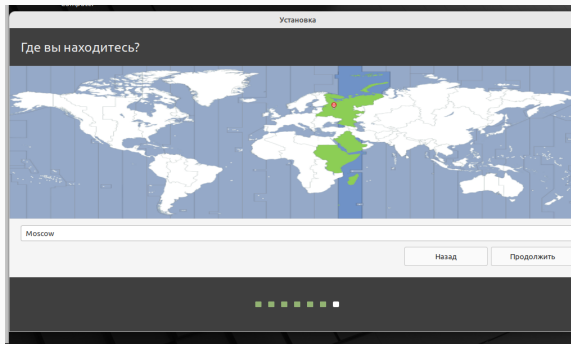 Установка
Где вы находитесь?
Moscow
Назад
Продолжить